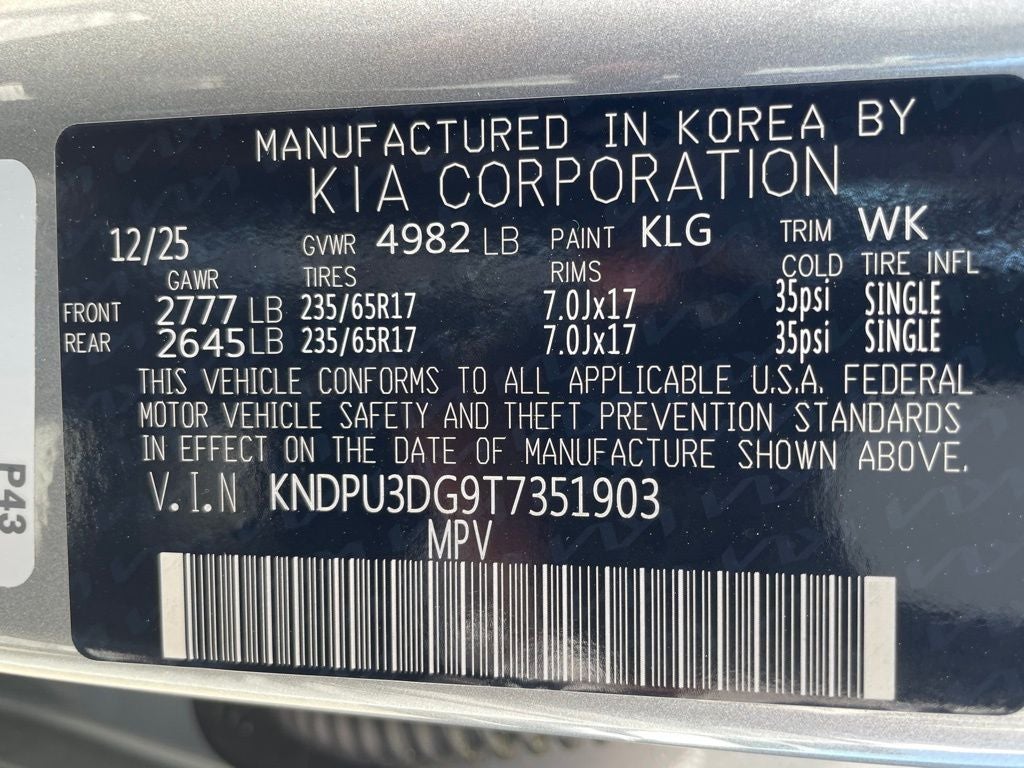 MANUFACTURED IN KOREA BY
KIA CORPORATION
12/25 GVWR 4982 LB PAINT KLG TRIM WK
GAWR TIRES RIMS COLD TIRE INFL
FRONT 2777 LB 235/65R17 7.0Jx17 35psi SINGLE
REAR 2645 LB 235/65R17 7.0Jx17 35psi SINGLE
THIS VEHICLE CONFORMS TO ALL APPLICABLE U.S.A. FEDERAL
MOTOR VEHICLE SAFETY AND THEFT PREVENTION STANDARDS
IN EFFECT ON THE DATE OF MANUFACTURE SHOWN ABOVE.
V.I.N KNDPU3DG9T7351903
MPV
P43